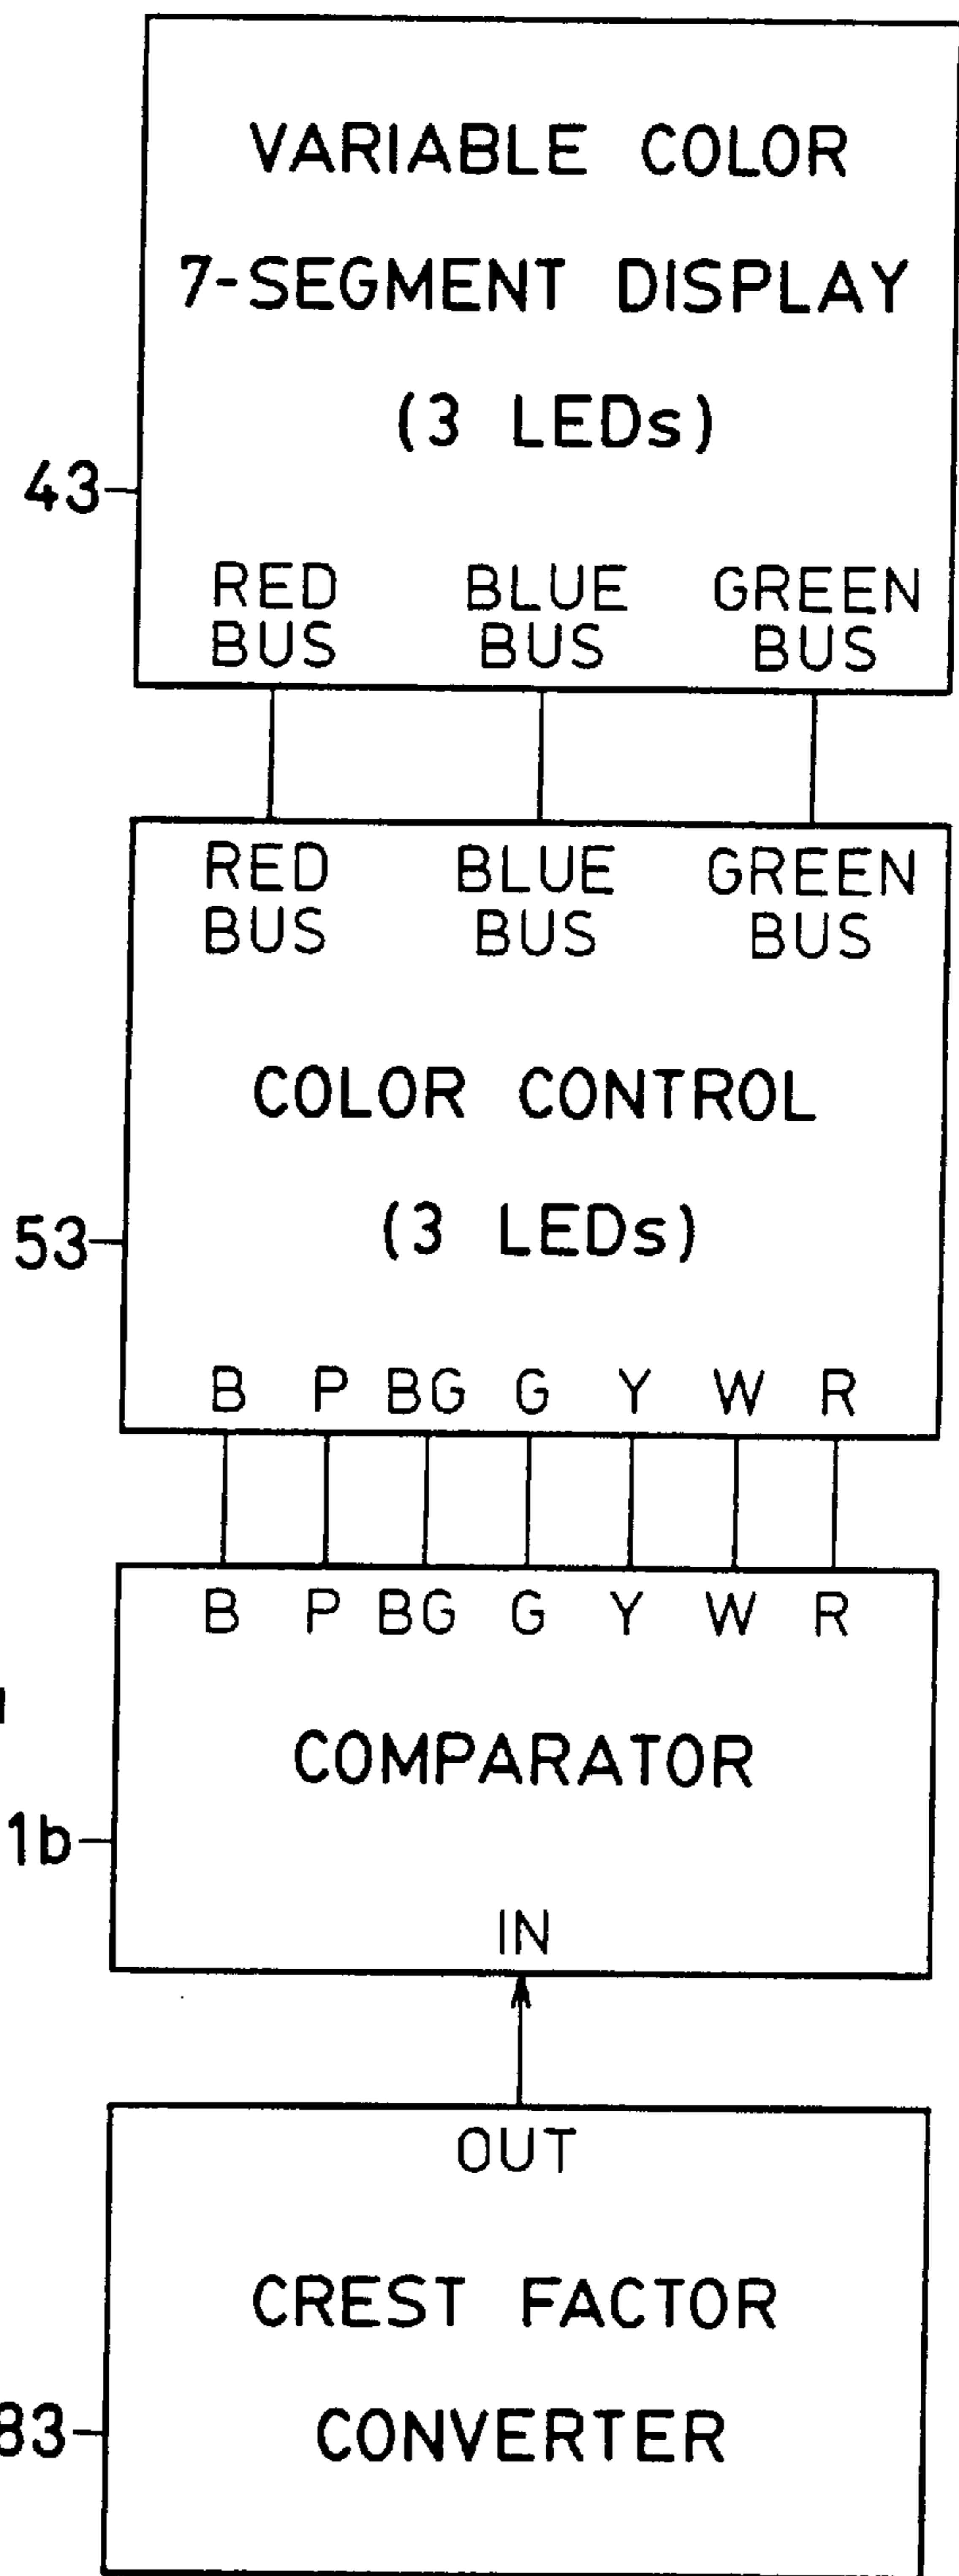 VARIABLE COLOR
7-SEGMENT DISPLAY
(3 LEDs)
43
RED BLUE GREEN
BUS BUS BUS
RED BLUE GREEN
BUS BUS BUS
COLOR CONTROL
(3 LEDs)
53
B P BG G Y W R
B P BG G Y W R
COMPARATOR
1b
IN
OUT
CREST FACTOR
CONVERTER
83